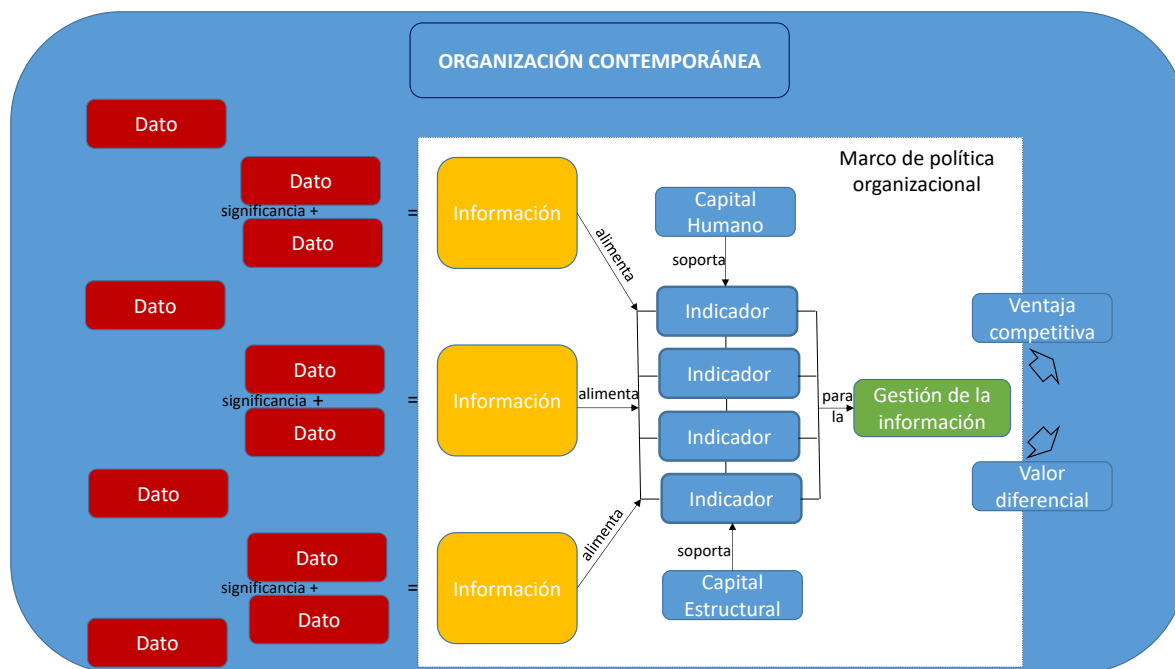 ORGANIZACIÓN CONTEMPORÁNEA
Dato
Dato
significancia +
Dato
=
Dato
Dato
significancia +
Dato
=
Dato
Dato
significancia +
Dato
=
Dato
Información
Información
Información
alimenta
alimenta
alimenta
Marco de política
organizacional
Capital
Humano
soporta
Indicador
Indicador
Indicador
Indicador
soporta
Capital
Estructural
para
la
Gestión de la
información
Ventaja
competitiva
Valor
diferencial